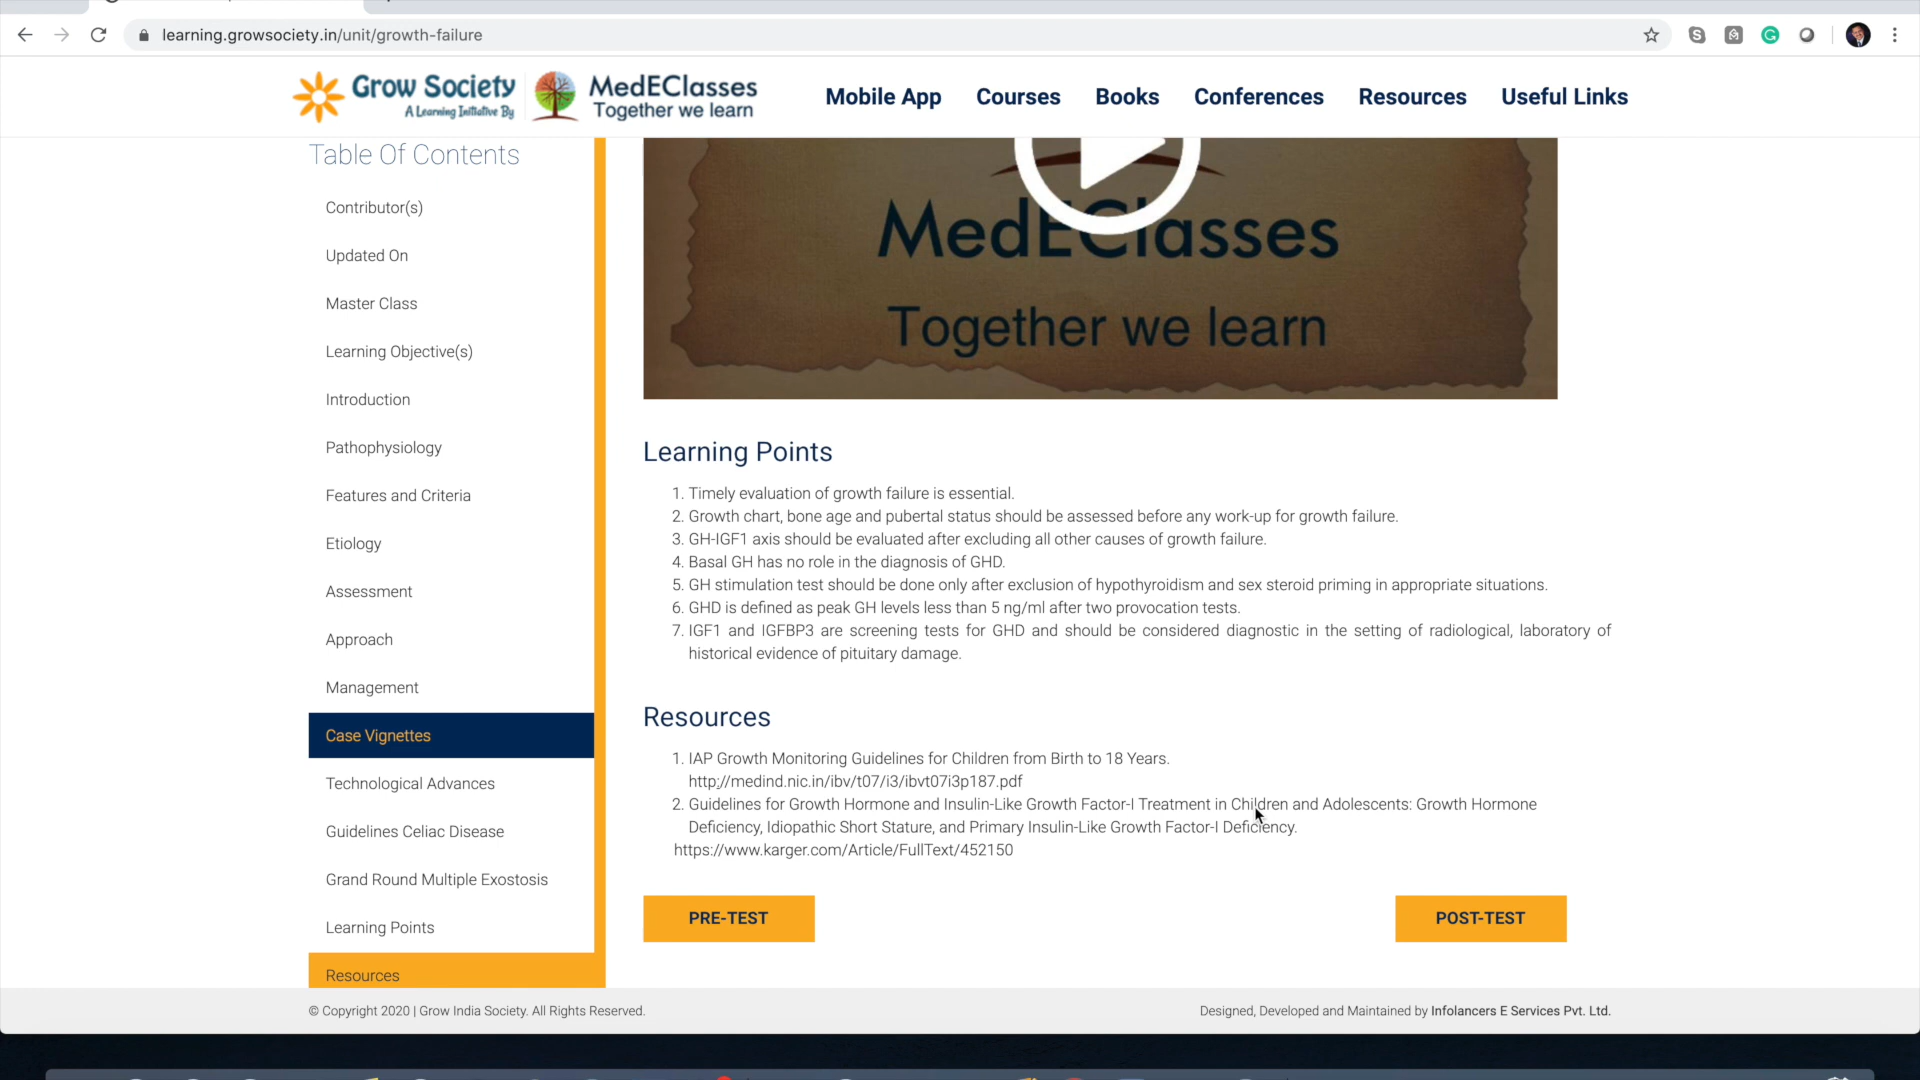 learning.growsociety.in/unit/growth-failure
Grow Society
A Learning Initiative By
MedEClasses
Together we learn
Mobile App
Courses
Books
Conferences
Resources
Useful Links
Table Of Contents
Contributor(s)
Updated On
Master Class
Learning Objective(s)
Introduction
Pathophysiology
Features and Criteria
Etiology
Assessment
Approach
Management
Case Vignettes
Technological Advances
Guidelines Celiac Disease
Grand Round Multiple Exostosis
Learning Points
Resources
MedEClasses
Together we learn
Learning Points
1. Timely evaluation of growth failure is essential.
2. Growth chart, bone age and pubertal status should be assessed before any work-up for growth failure.
3. GH-IGF1 axis should be evaluated after excluding all other causes of growth failure.
4. Basal GH has no role in the diagnosis of GHD.
5. GH stimulation test should be done only after exclusion of hypothyroidism and sex steroid priming in appropriate situations.
6. GHD is defined as peak GH levels less than 5 ng/ml after two provocation tests.
7. IGF1 and IGFBP3 are screening tests for GHD and should be considered diagnostic in the setting of radiological, laboratory of
historical evidence of pituitary damage.
Resources
1. IAP Growth Monitoring Guidelines for Children from Birth to 18 Years.
http://medind.nic.in/ibv/t07/i3/ibvt07i3p187.pdf
2. Guidelines for Growth Hormone and Insulin-Like Growth Factor-I Treatment in Children and Adolescents: Growth Hormone
Deficiency, Idiopathic Short Stature, and Primary Insulin-Like Growth Factor-I Deficiency.
https://www.karger.com/Article/FullText/452150
PRE-TEST
POST-TEST
© Copyright 2020 | Grow India Society. All Rights Reserved.
Designed, Developed and Maintained by Infolancers E Services Pvt. Ltd.